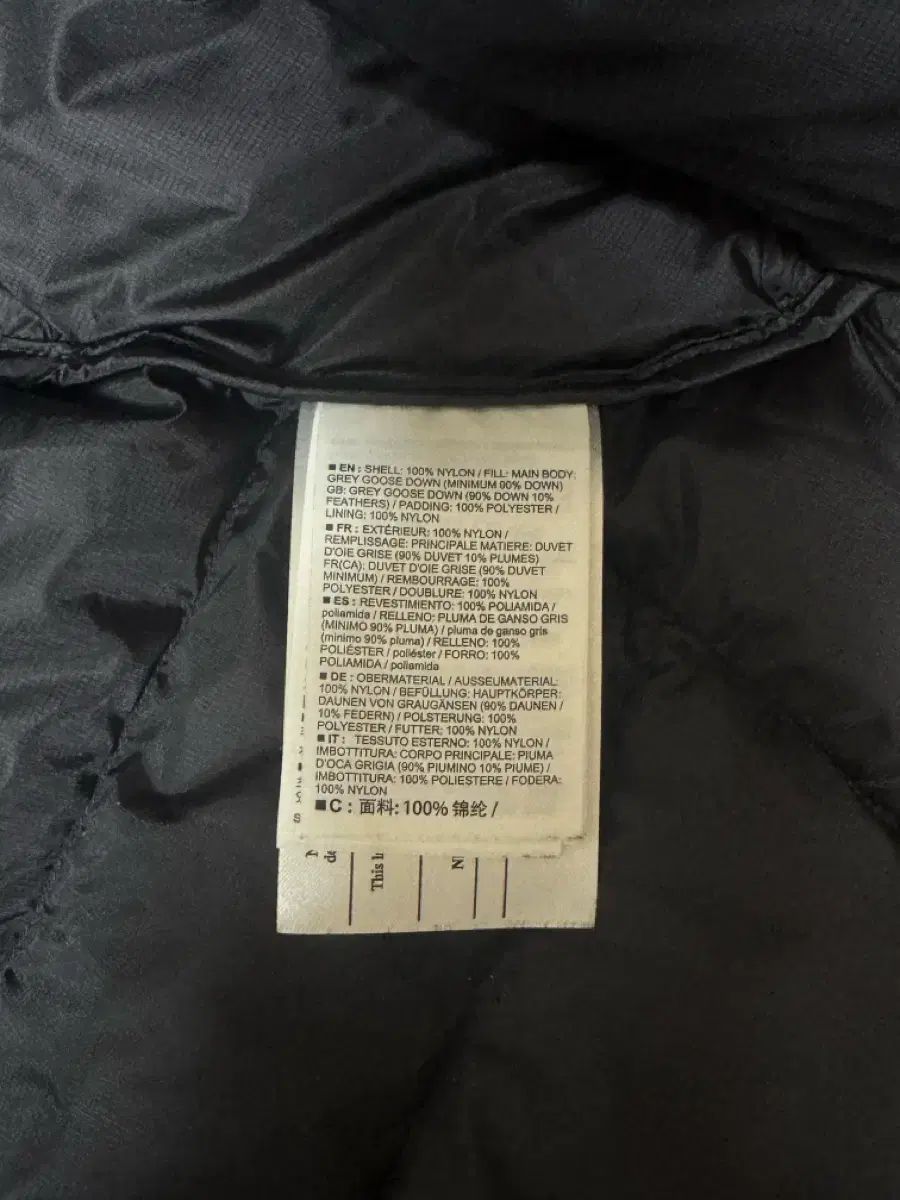 ■ EN : SHELL: 100% NYLON / FILL: MAIN BODY:
GREY GOOSE DOWN (MINIMUM 90% DOWN)
GB: GREY GOOSE DOWN (90% DOWN 10%
FEATHERS) / PADDING: 100% POLYESTER /
LINING: 100% NYLON
■ FR : EXTÉRIEUR: 100% NYLON /
REMPLISSAGE: PRINCIPALE MATIERE: DUVET
D'OIE GRISE (90% DUVET 10% PLUMES)
FR(CA): DUVET D'OIE GRISE (90% DUVET
MINIMUM) / REMBOURRAGE: 100%
POLYESTER / DOUBLURE: 100% NYLON
■ ES : REVESTIMIENTO: 100% POLIAMIDA /
poliamida / RELLENO: PLUMA DE GANSO GRIS
(MINIMO 90% PLUMA) / pluma de ganso gris
(minimo 90% pluma) / RELLENO: 100%
POLIÉSTER / poliéster / FORRO: 100%
POLIAMIDA / poliamida
■ DE : OBERMATERIAL / AUSSEUMATERIAL:
100% NYLON / BEFÜLLUNG: HAUPTKÖRPER:
DAUNEN VON GRAUGÄNSEN (90% DAUNEN /
10% FEDERN) / POLSTERUNG: 100%
POLYESTER / FUTTER: 100% NYLON
■ IT : TESSUTO ESTERNO: 100% NYLON /
IMBOTTITURA: CORPO PRINCIPALE: PIUMA
D'OCA GRIGIA (90% PIUMINO 10% PIUME) /
IMBOTTITURA: 100% POLIESTERE / FODERA:
100% NYLON
■ C : 面料: 100% 锦纶 /
This